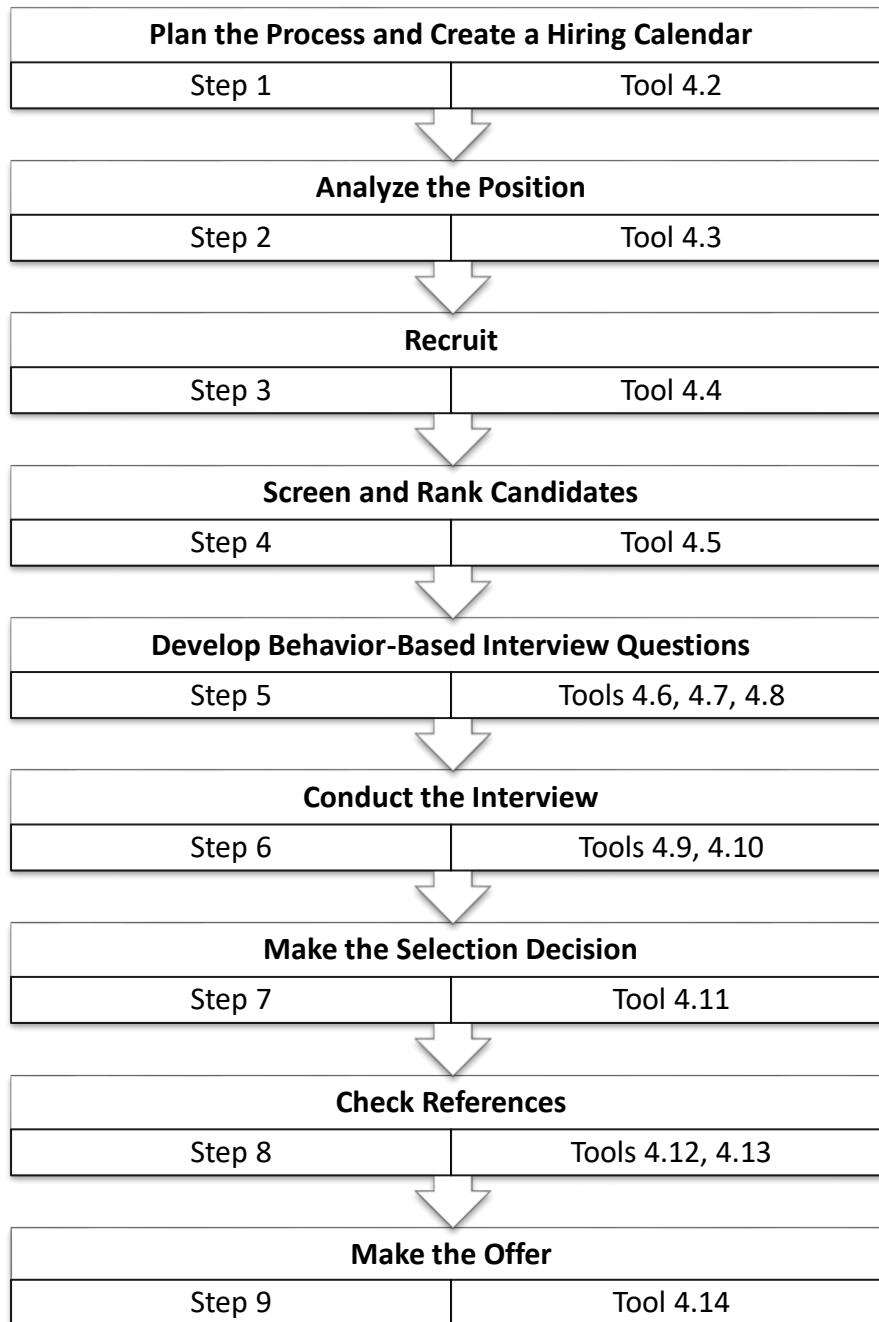 Plan the Process and Create a Hiring Calendar
Step 1 Tool 4.2
Analyze the Position
Step 2 Tool 4.3
Recruit
Step 3 Tool 4.4
Screen and Rank Candidates
Step 4 Tool 4.5
Develop Behavior-Based Interview Questions
Step 5 Tools 4.6, 4.7, 4.8
Conduct the Interview
Step 6 Tools 4.9, 4.10
Make the Selection Decision
Step 7 Tool 4.11
Check References
Step 8 Tools 4.12, 4.13
Make the Offer
Step 9 Tool 4.14